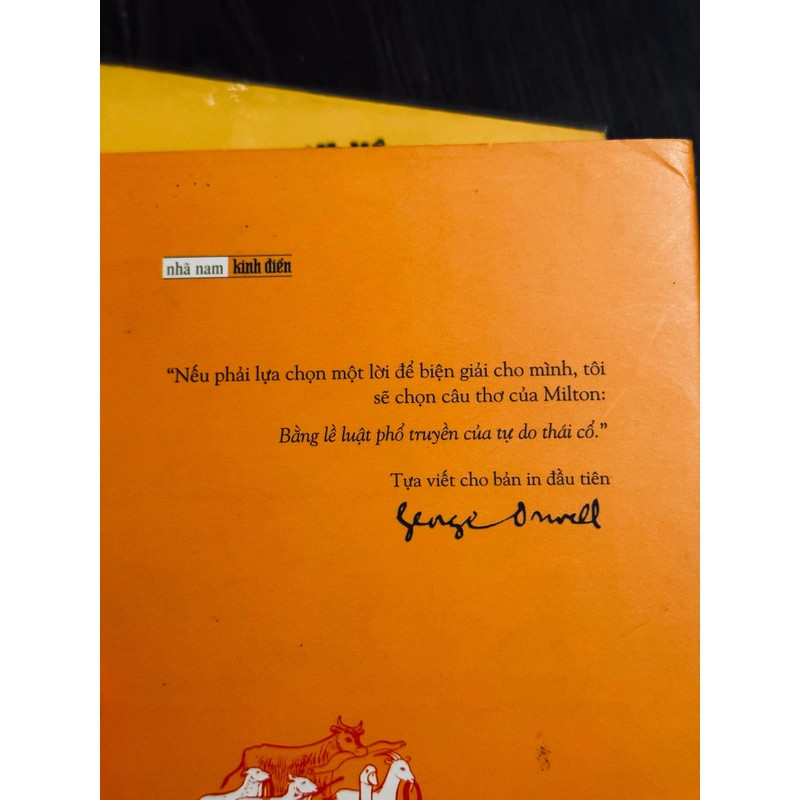 nhã nam kinh điển
“Nếu phải lựa chọn một lời để biện giải cho mình, tôi
sẽ chọn câu thơ của Milton:
Bằng lề luật phổ truyền của tự do thái cổ.”
Tựa viết cho bản in đầu tiên
George Orwell